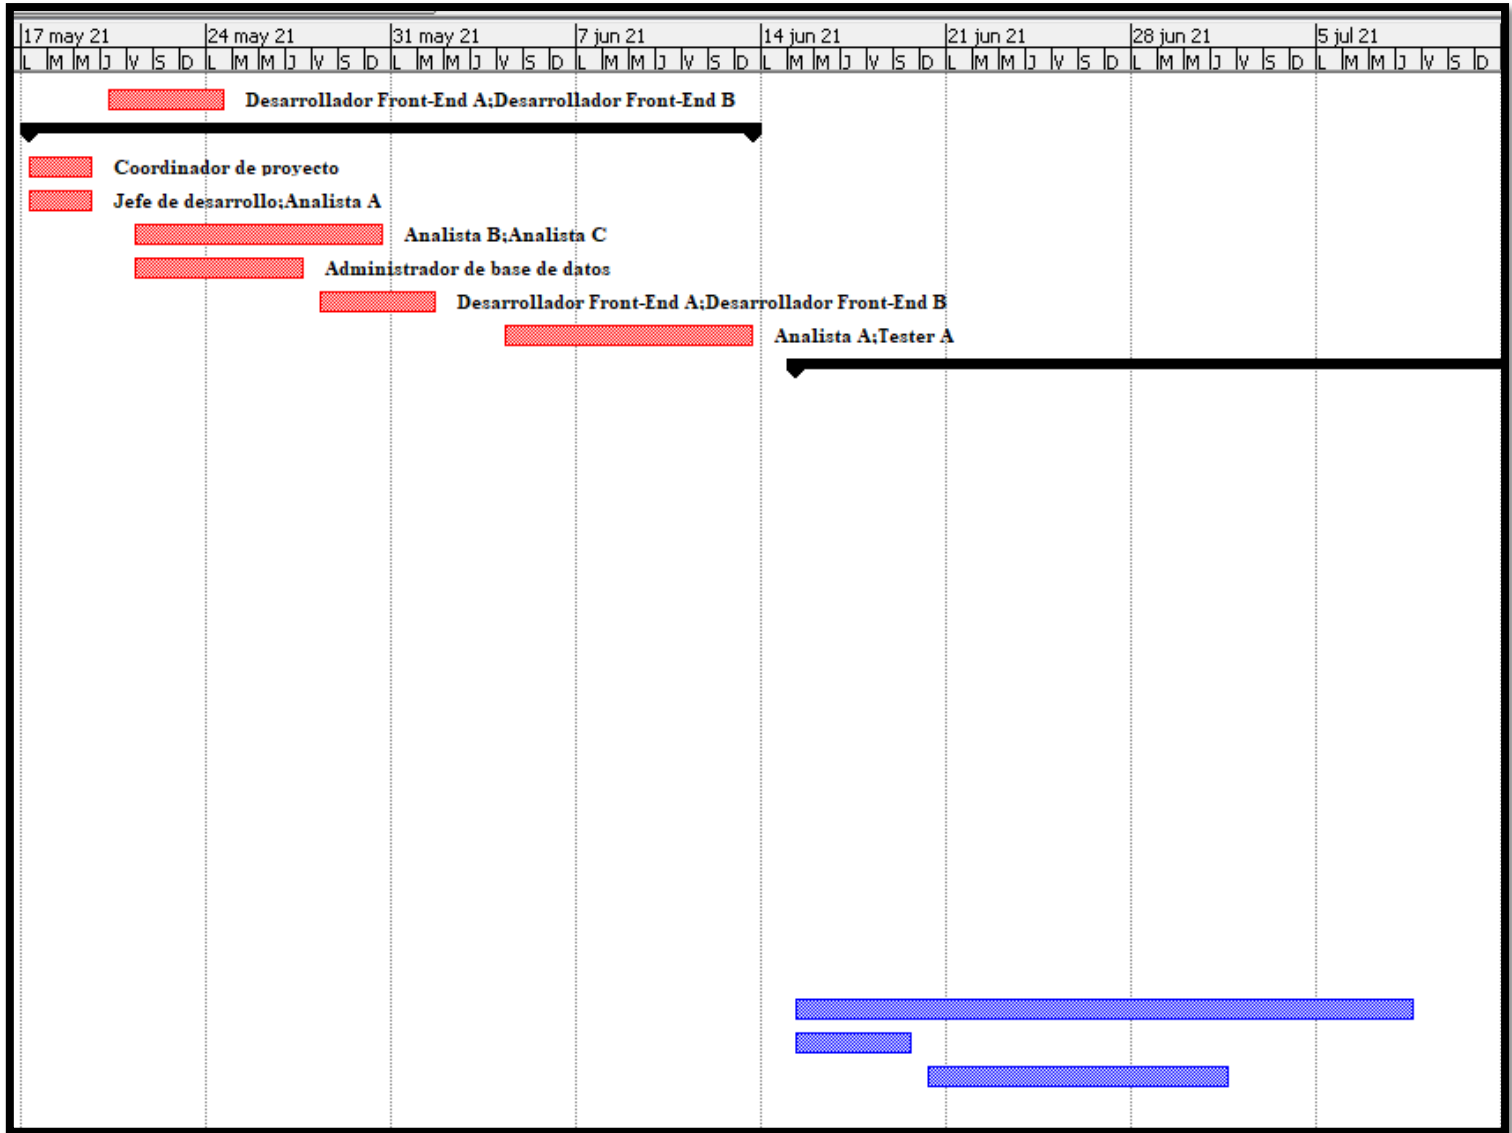 17 may 21 24 may 21 31 may 21 7 jun 21 14 jun 21 21 jun 21 28 jun 21 5 jul 21
L M M J V S D L M M J V S D L M M J V S D L M M J V S D L M M J V S D L M M J V S D L M M J V S D L M M J V S D
Desarrollador Front-End A;Desarrollador Front-End B
Coordinador de proyecto
Jefe de desarrollo;Analista A
Analista B;Analista C
Administrador de base de datos
Desarrollador Front-End A;Desarrollador Front-End B
Analista A;Tester A